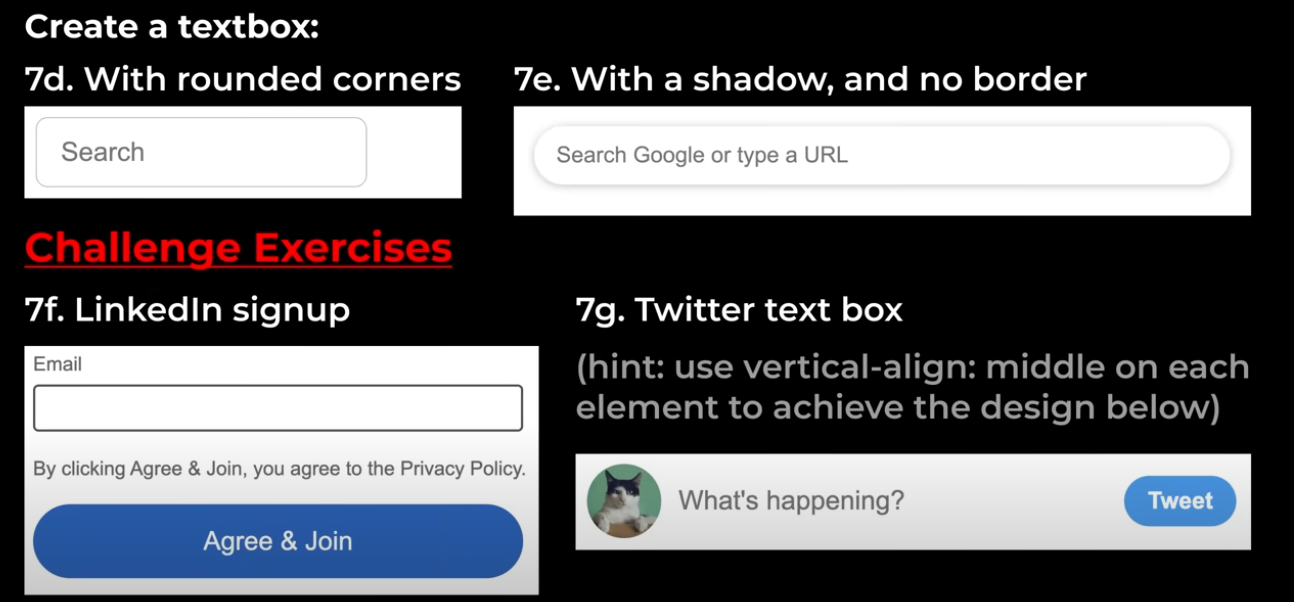 Create a textbox:
7d. With rounded corners
Search
7e. With a shadow, and no border
Search Google or type a URL
Challenge Exercises
7f. LinkedIn signup
Email
By clicking Agree & Join, you agree to the Privacy Policy.
Agree & Join
7g. Twitter text box
(hint: use vertical-align: middle on each
element to achieve the design below)
What's happening?
Tweet